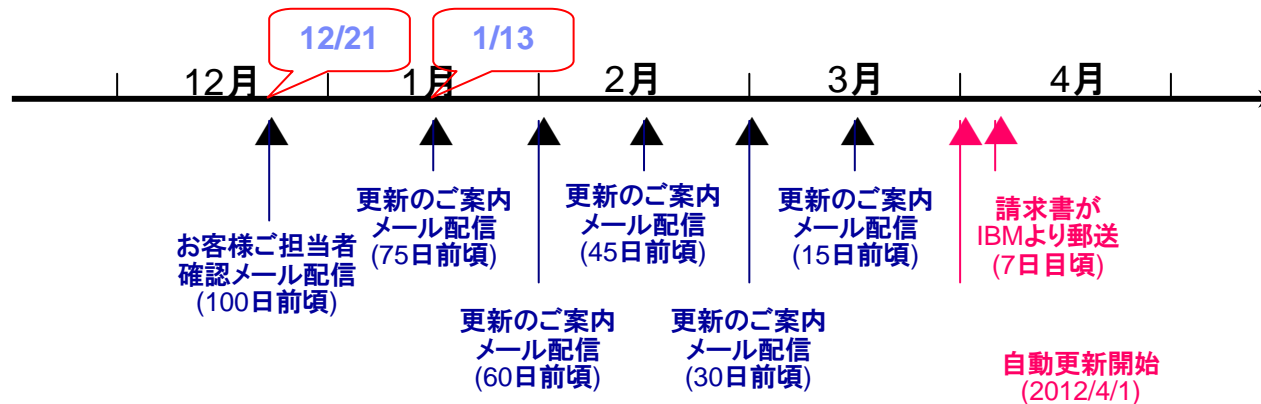 12/21
1/13
12月
1月
2月
3月
4月
お客様ご担当者
確認メール配信
(100日前頃)
更新のご案内
メール配信
(75日前頃)
更新のご案内
メール配信
(60日前頃)
更新のご案内
メール配信
(45日前頃)
更新のご案内
メール配信
(30日前頃)
更新のご案内
メール配信
(15日前頃)
請求書が
IBMより郵送
(7日目頃)
自動更新開始
(2012/4/1)